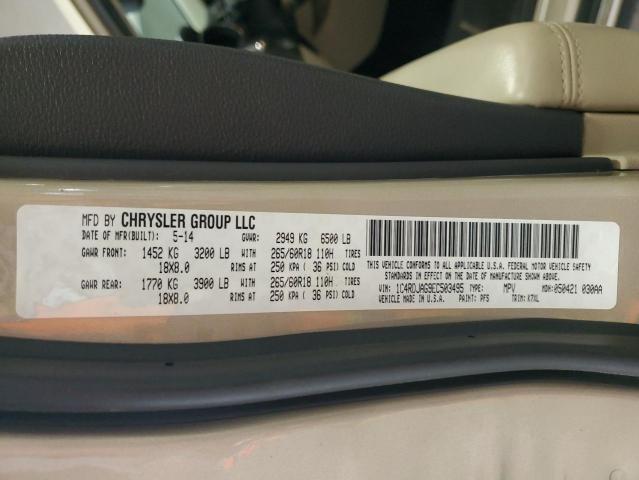 MFD BY CHRYSLER GROUP LLC
DATE OF MFR(BUILT): 5-14 GVWR: 2949 KG 6500 LB
GAWR FRONT: 1452 KG 3200 LB WITH 265/60R18 110H TIRES
18X8.0 RIMS AT 250 KPA ( 36 PSI) COLD
GAWR REAR: 1770 KG 3900 LB WITH 265/60R18 110H TIRES
18X8.0 RIMS AT 250 KPA ( 36 PSI) COLD
THIS VEHICLE CONFORMS TO ALL APPLICABLE U.S.A. FEDERAL MOTOR VEHICLE SAFETY
STANDARDS IN EFFECT ON THE DATE OF MANUFACTURE SHOWN ABOVE.
VIN: 1C4RDJAG9EC503495 TYPE: MPV MDH: 050421 030AA
VEHICLE MADE IN U.S.A. PAINT: PFS TRIM: K7XL